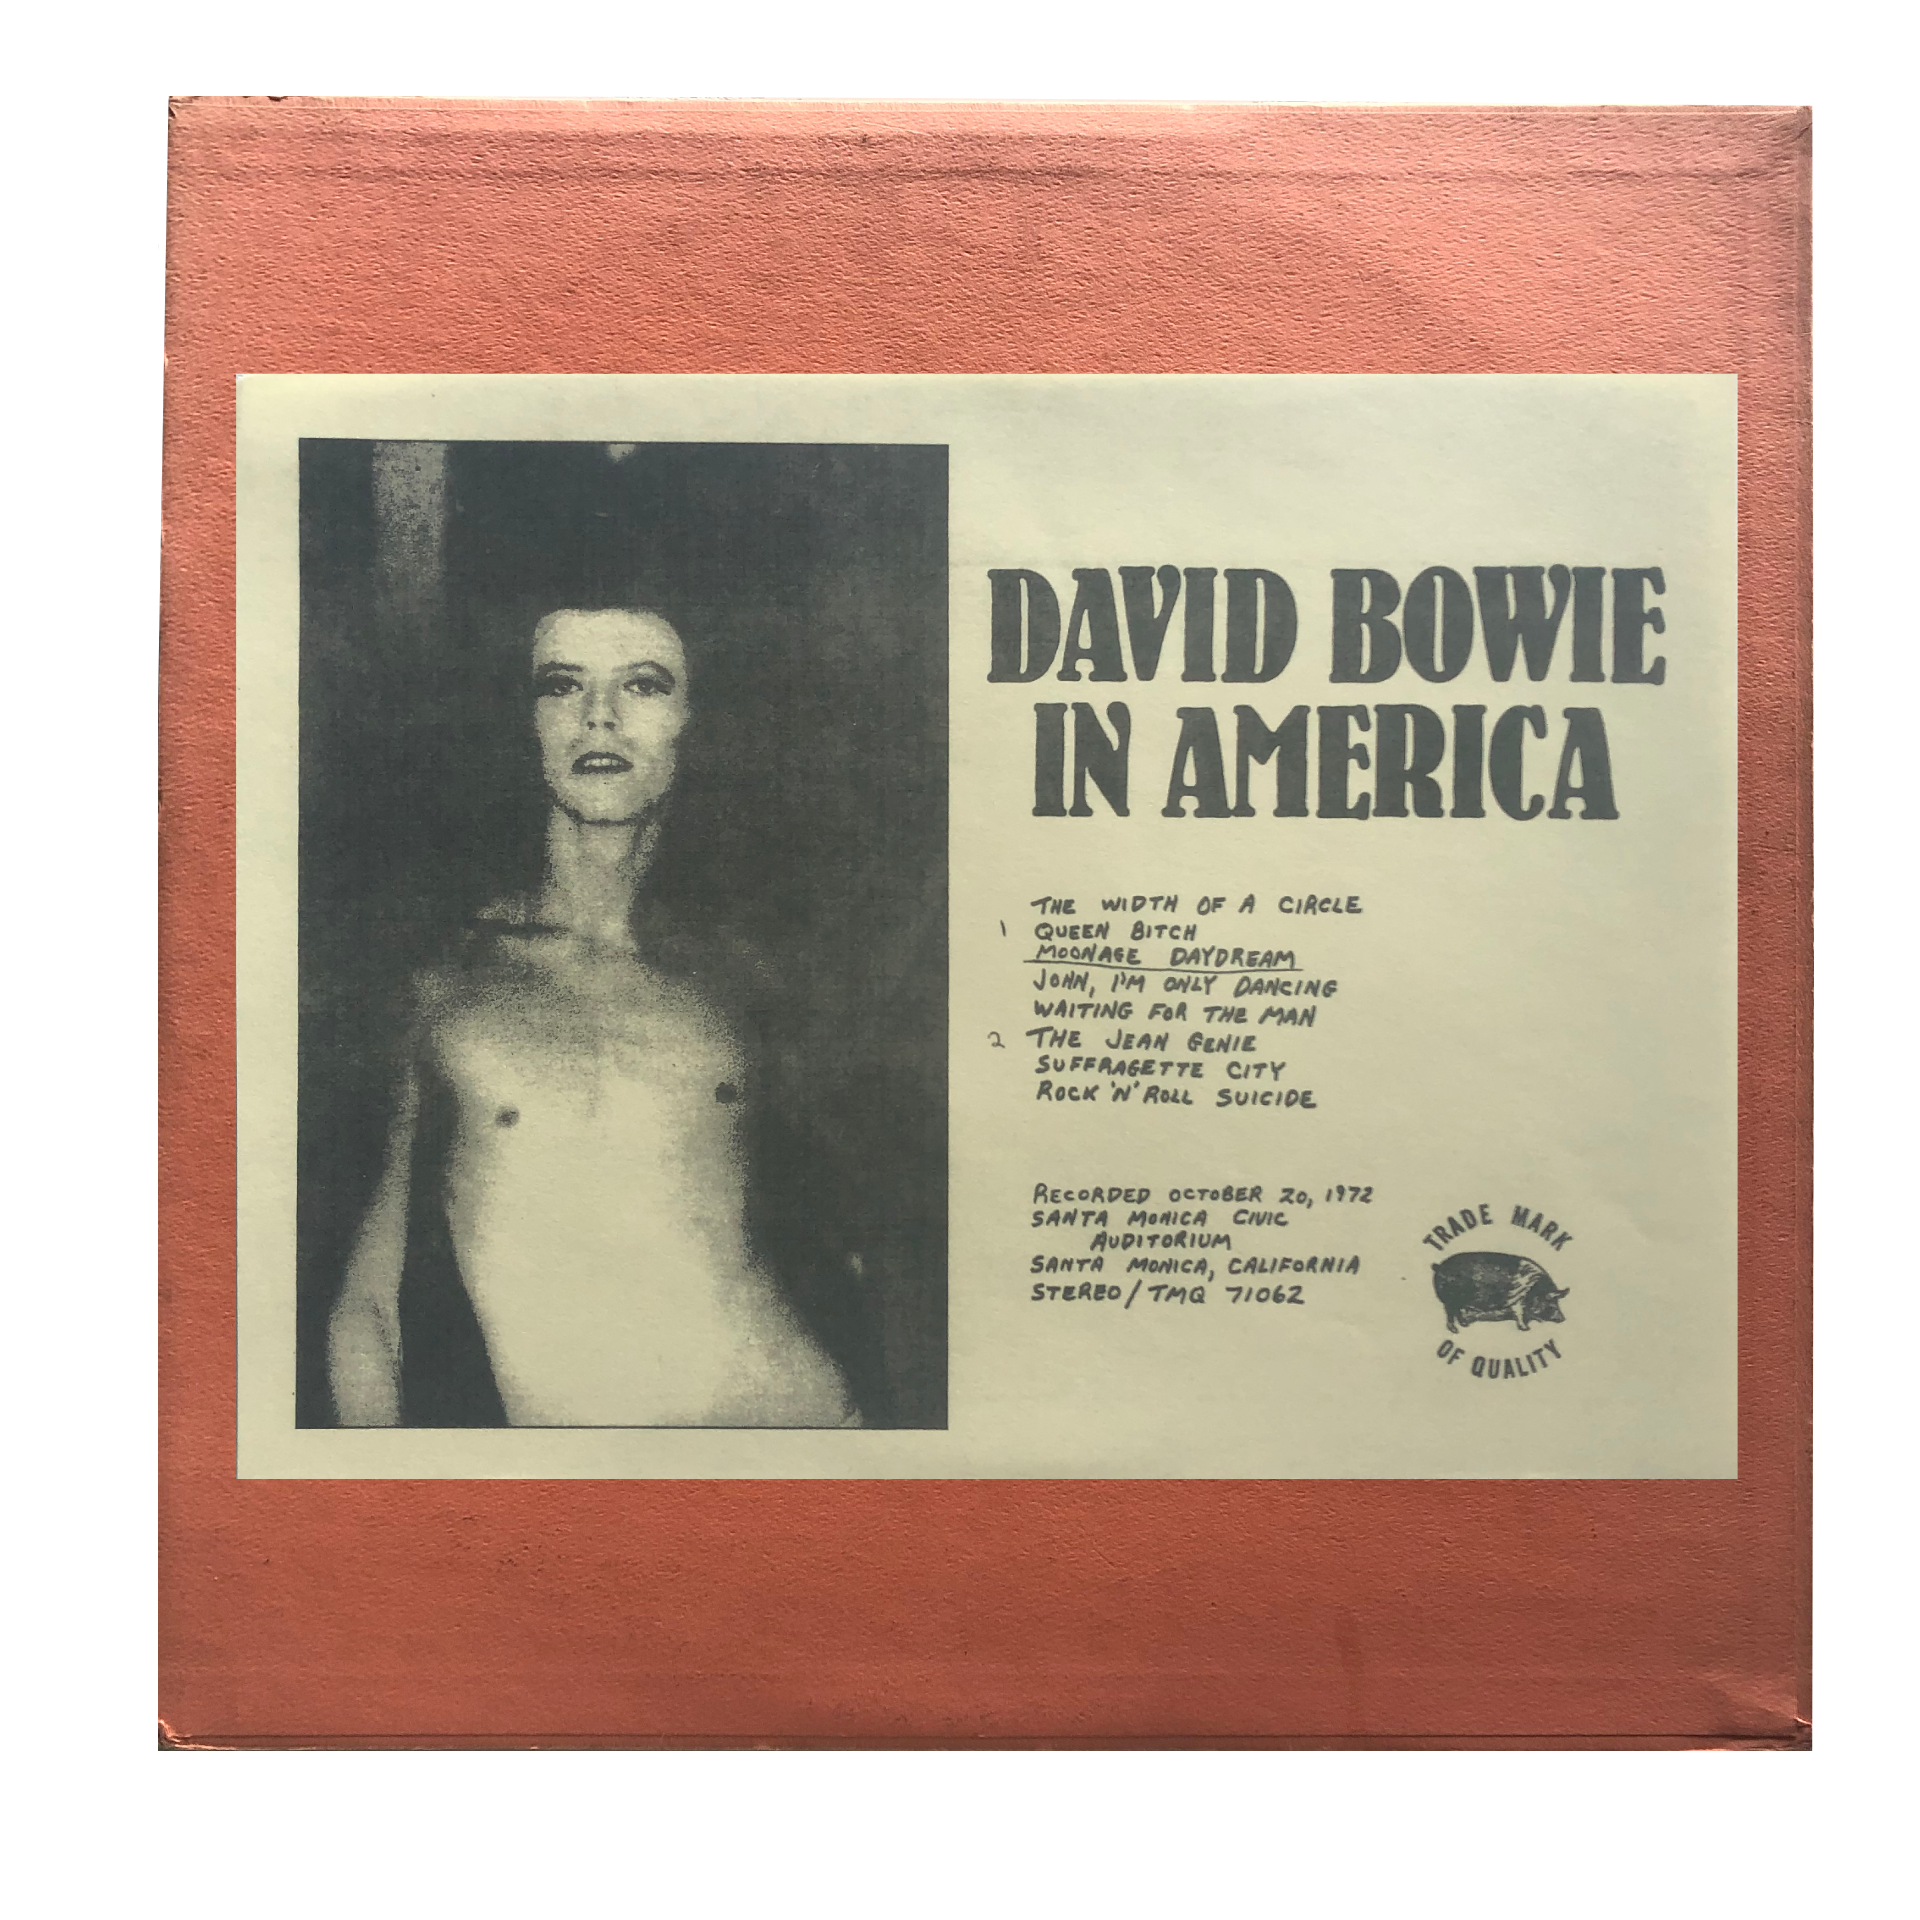 DAVID BOWIE
IN AMERICA
THE WIDTH OF A CIRCLE
1 QUEEN BITCH
MOONAGE DAYDREAM
JOHN, I'M ONLY DANCING
WAITING FOR THE MAN
2 THE JEAN GENIE
SUFFRAGETTE CITY
ROCK 'N' ROLL SUICIDE
RECORDED OCTOBER 20, 1972
SANTA MONICA CIVIC
AUDITORIUM
SANTA MONICA, CALIFORNIA
STEREO/TMQ 71062
TRADE MARK
OF QUALITY